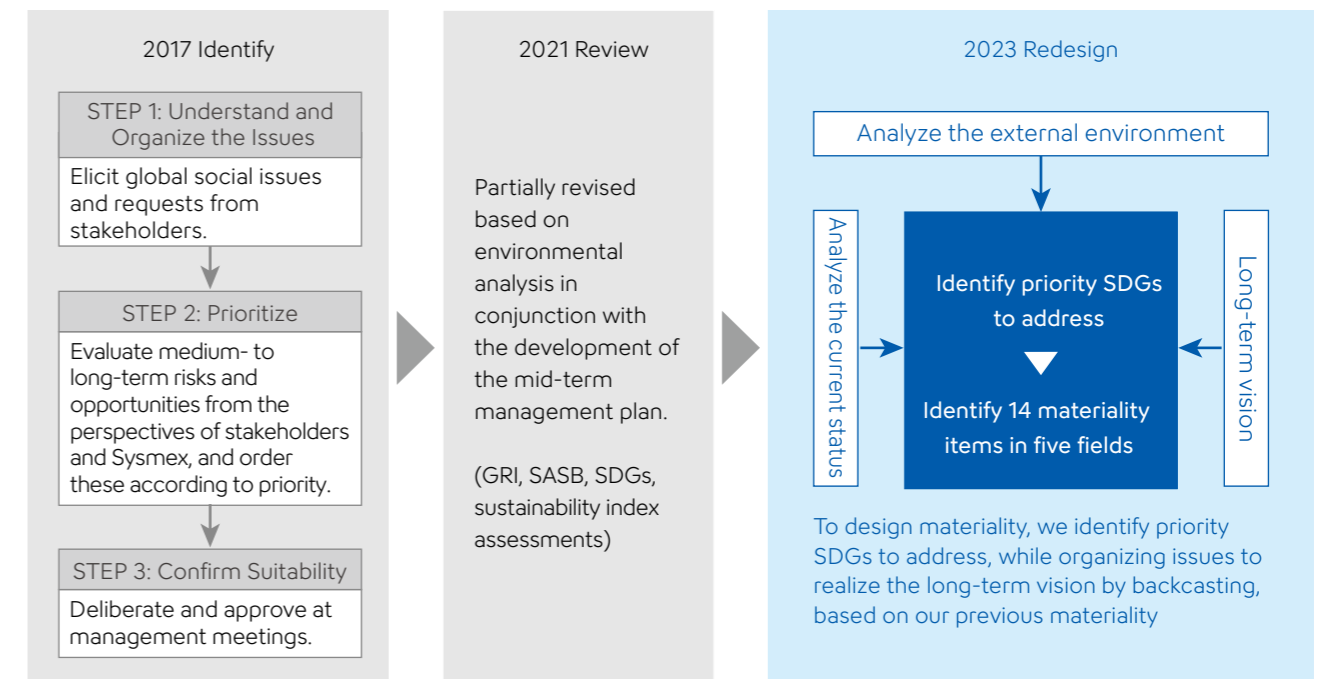 2017 Identify
STEP 1: Understand and
Organize the Issues
Elicit global social issues
and requests from
stakeholders.
STEP 2: Prioritize
Evaluate medium- to
long-term risks and
opportunities from the
perspectives of stakeholders
and Sysmex, and order
these according to priority.
STEP 3: Confirm Suitability
Deliberate and approve at
management meetings.
2021 Review
Partially revised
based on
environmental
analysis in
conjunction with
the development of
the mid-term
management plan.
(GRI, SASB, SDGs,
sustainability index
assessments)
2023 Redesign
Analyze the external environment
Analyze the current status
Identify priority SDGs
to address
Identify 14 materiality
items in five fields
Long-term vision
To design materiality, we identify priority
SDGs to address, while organizing issues to
realize the long-term vision by backcasting,
based on our previous materiality